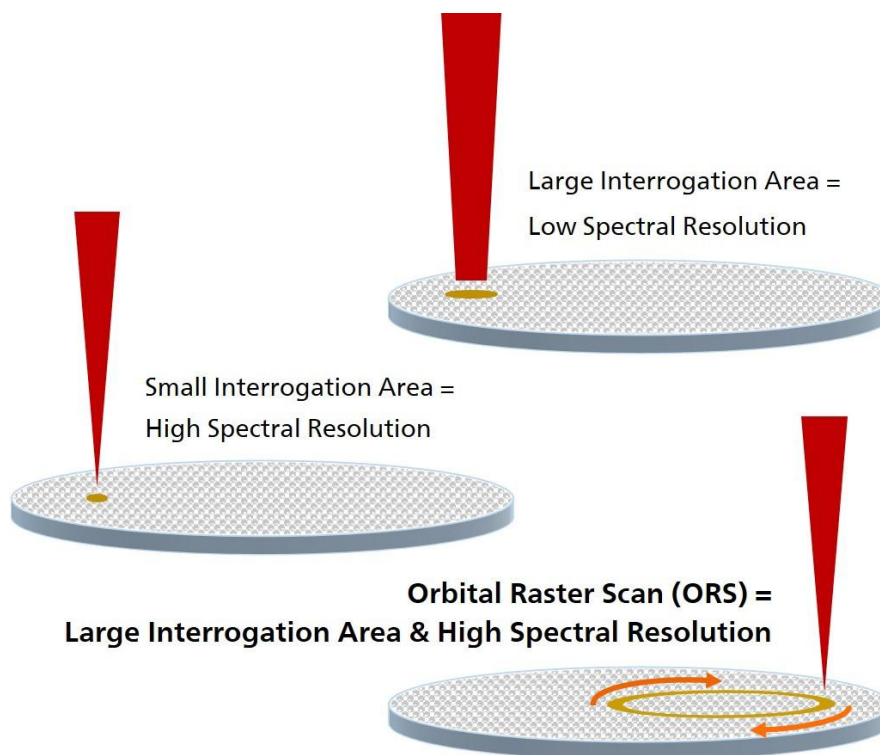 Large Interrogation Area =
Low Spectral Resolution
Small Interrogation Area =
High Spectral Resolution
Orbital Raster Scan (ORS) =
Large Interrogation Area & High Spectral Resolution